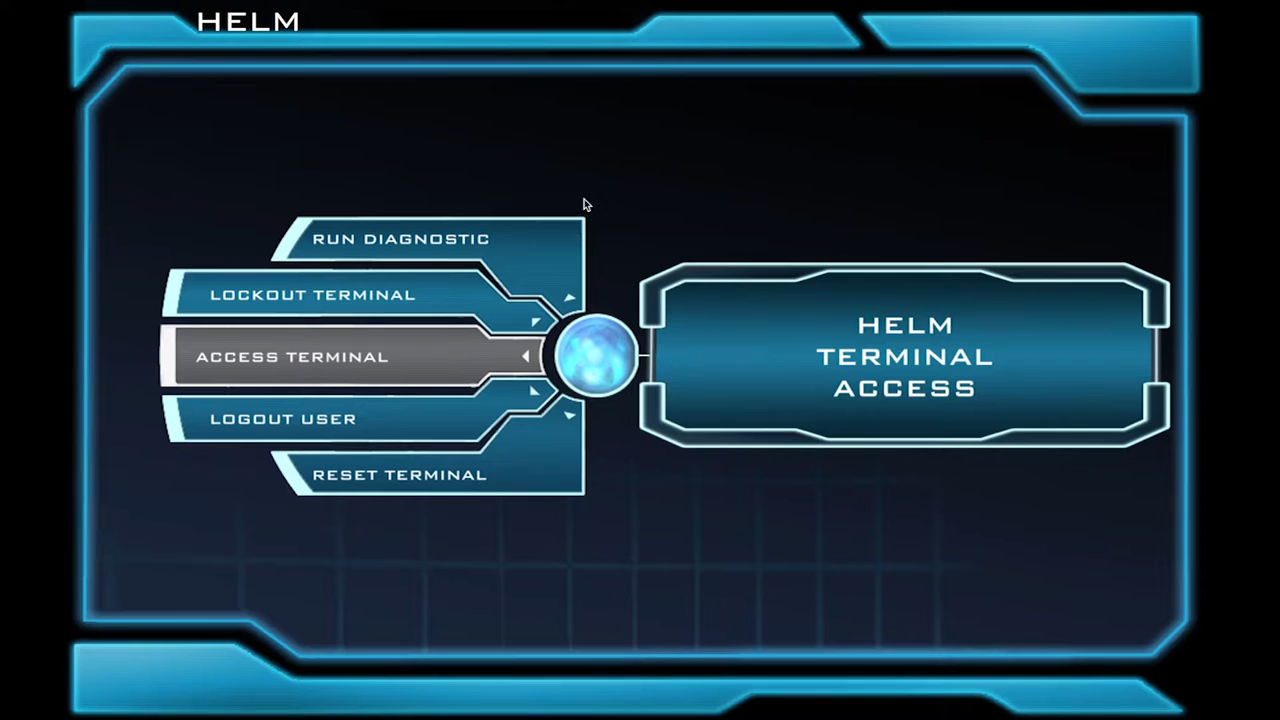 HELM
RUN DIAGNOSTIC
LOCKOUT TERMINAL
ACCESS TERMINAL
LOGOUT USER
RESET TERMINAL
HELM
TERMINAL
ACCESS